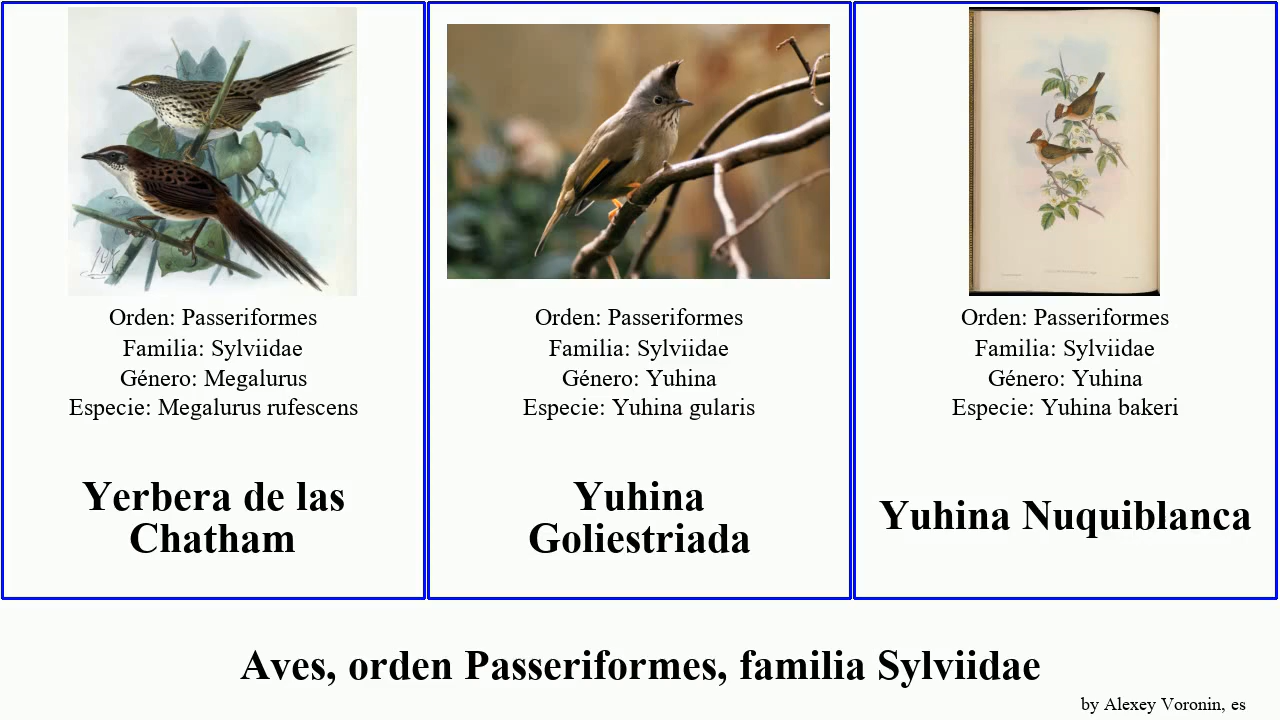 Orden: Passeriformes
Familia: Sylviidae
Género: Megalurus
Especie: Megalurus rufescens
Yerbera de las
Chatham
Orden: Passeriformes
Familia: Sylviidae
Género: Yuhina
Especie: Yuhina gularis
Yuhina
Goliestriada
Orden: Passeriformes
Familia: Sylviidae
Género: Yuhina
Especie: Yuhina bakeri
Yuhina Nuquiblanca
Aves, orden Passeriformes, familia Sylviidae
by Alexey Voronin, es